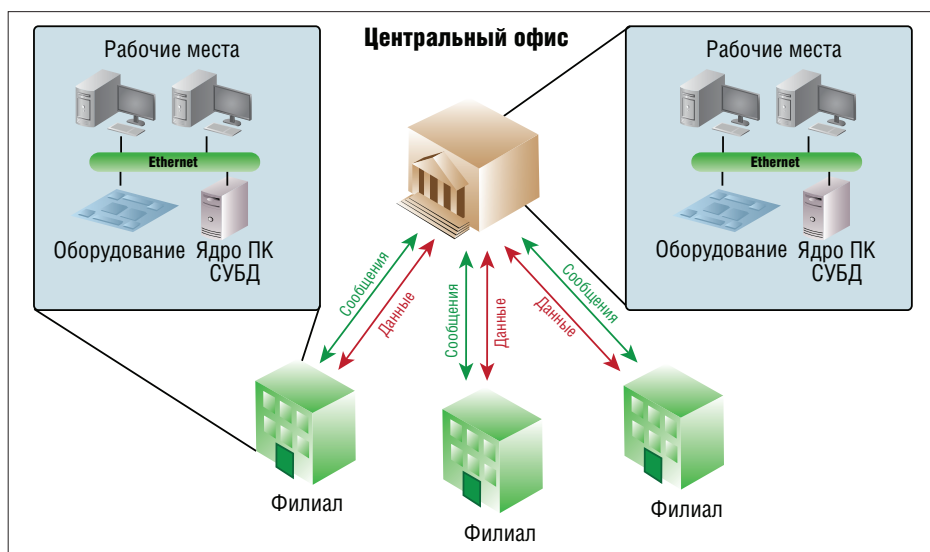 Центральный офис
Рабочие места
Ethernet
Оборудование
Ядро ПК
СУБД
Рабочие места
Ethernet
Оборудование
Ядро ПК
СУБД
Сообщения
Данные
Сообщения
Данные
Сообщения
Данные
Филиал
Филиал
Филиал